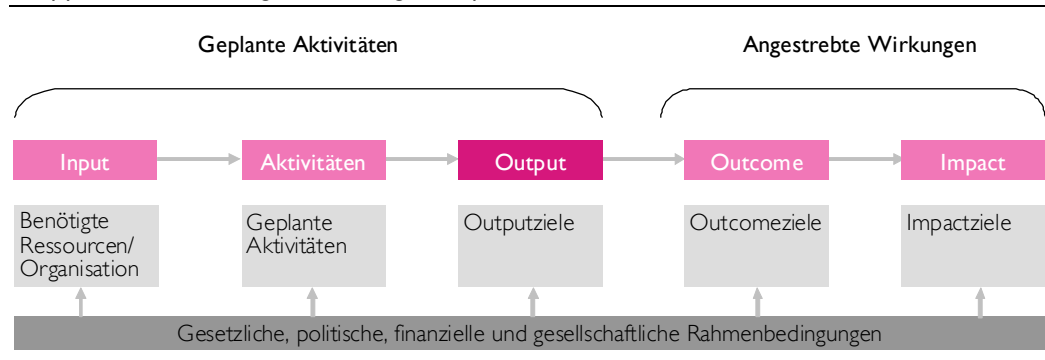 Geplante Aktivitäten
Angestrebte Wirkungen
Input
Aktivitäten
Output
Outcome
Impact
Benötigte
Ressourcen/
Organisation
Geplante
Aktivitäten
Outputziele
Outcomeziele
Impactziele
Gesetzliche, politische, finanzielle und gesellschaftliche Rahmenbedingungen